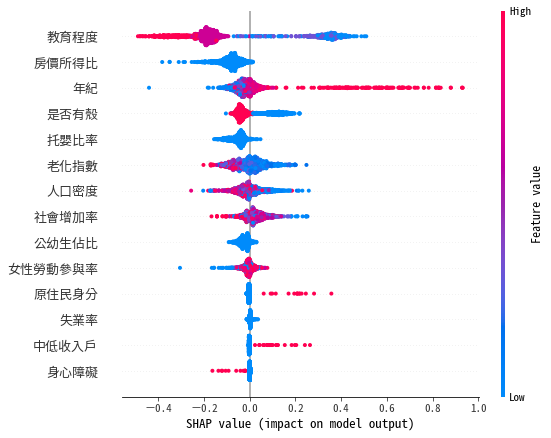 High
教育程度
房價所得比
年紀
是否有殼
托嬰比率
老化指數
人口密度
社會增加率
公幼生佔比
女性勞動參與率
原住民身分
失業率
中低收入戶
身心障礙
Feature value
Low
−0.4 −0.2 0.0 0.2 0.4 0.6 0.8 1.0
SHAP value (impact on model output)